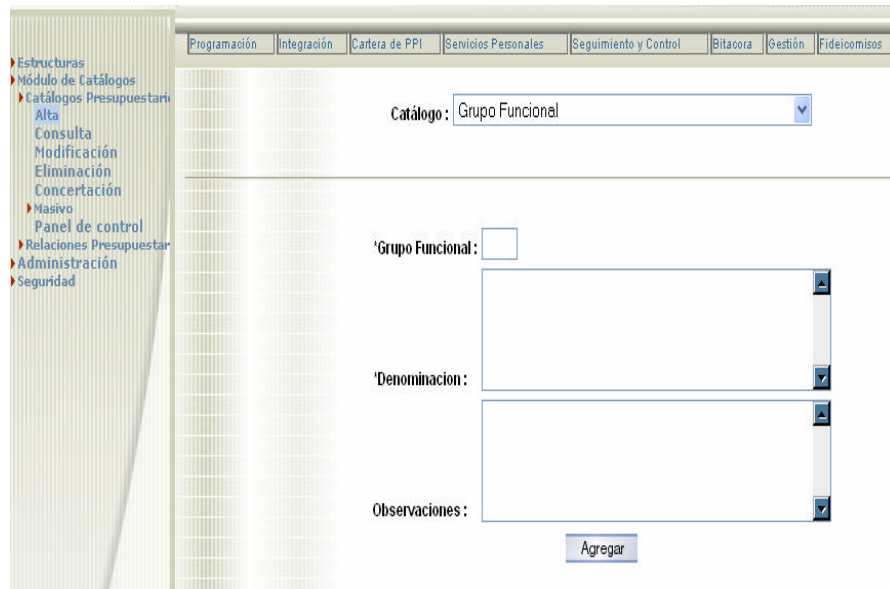 Programación Integración Cartera de PPI Servicios Personales Seguimiento y Control Bitacora Gestión Fideicomisos
Estructuras
Módulo de Catálogos
Catálogos Presupuestario
Alta
Consulta
Modificación
Eliminación
Concertación
Masivo
Panel de control
Relaciones Presupuestar
Administración
Seguridad
Catálogo : Grupo Funcional
*Grupo Funcional :
*Denominacion :
Observaciones :
Agregar